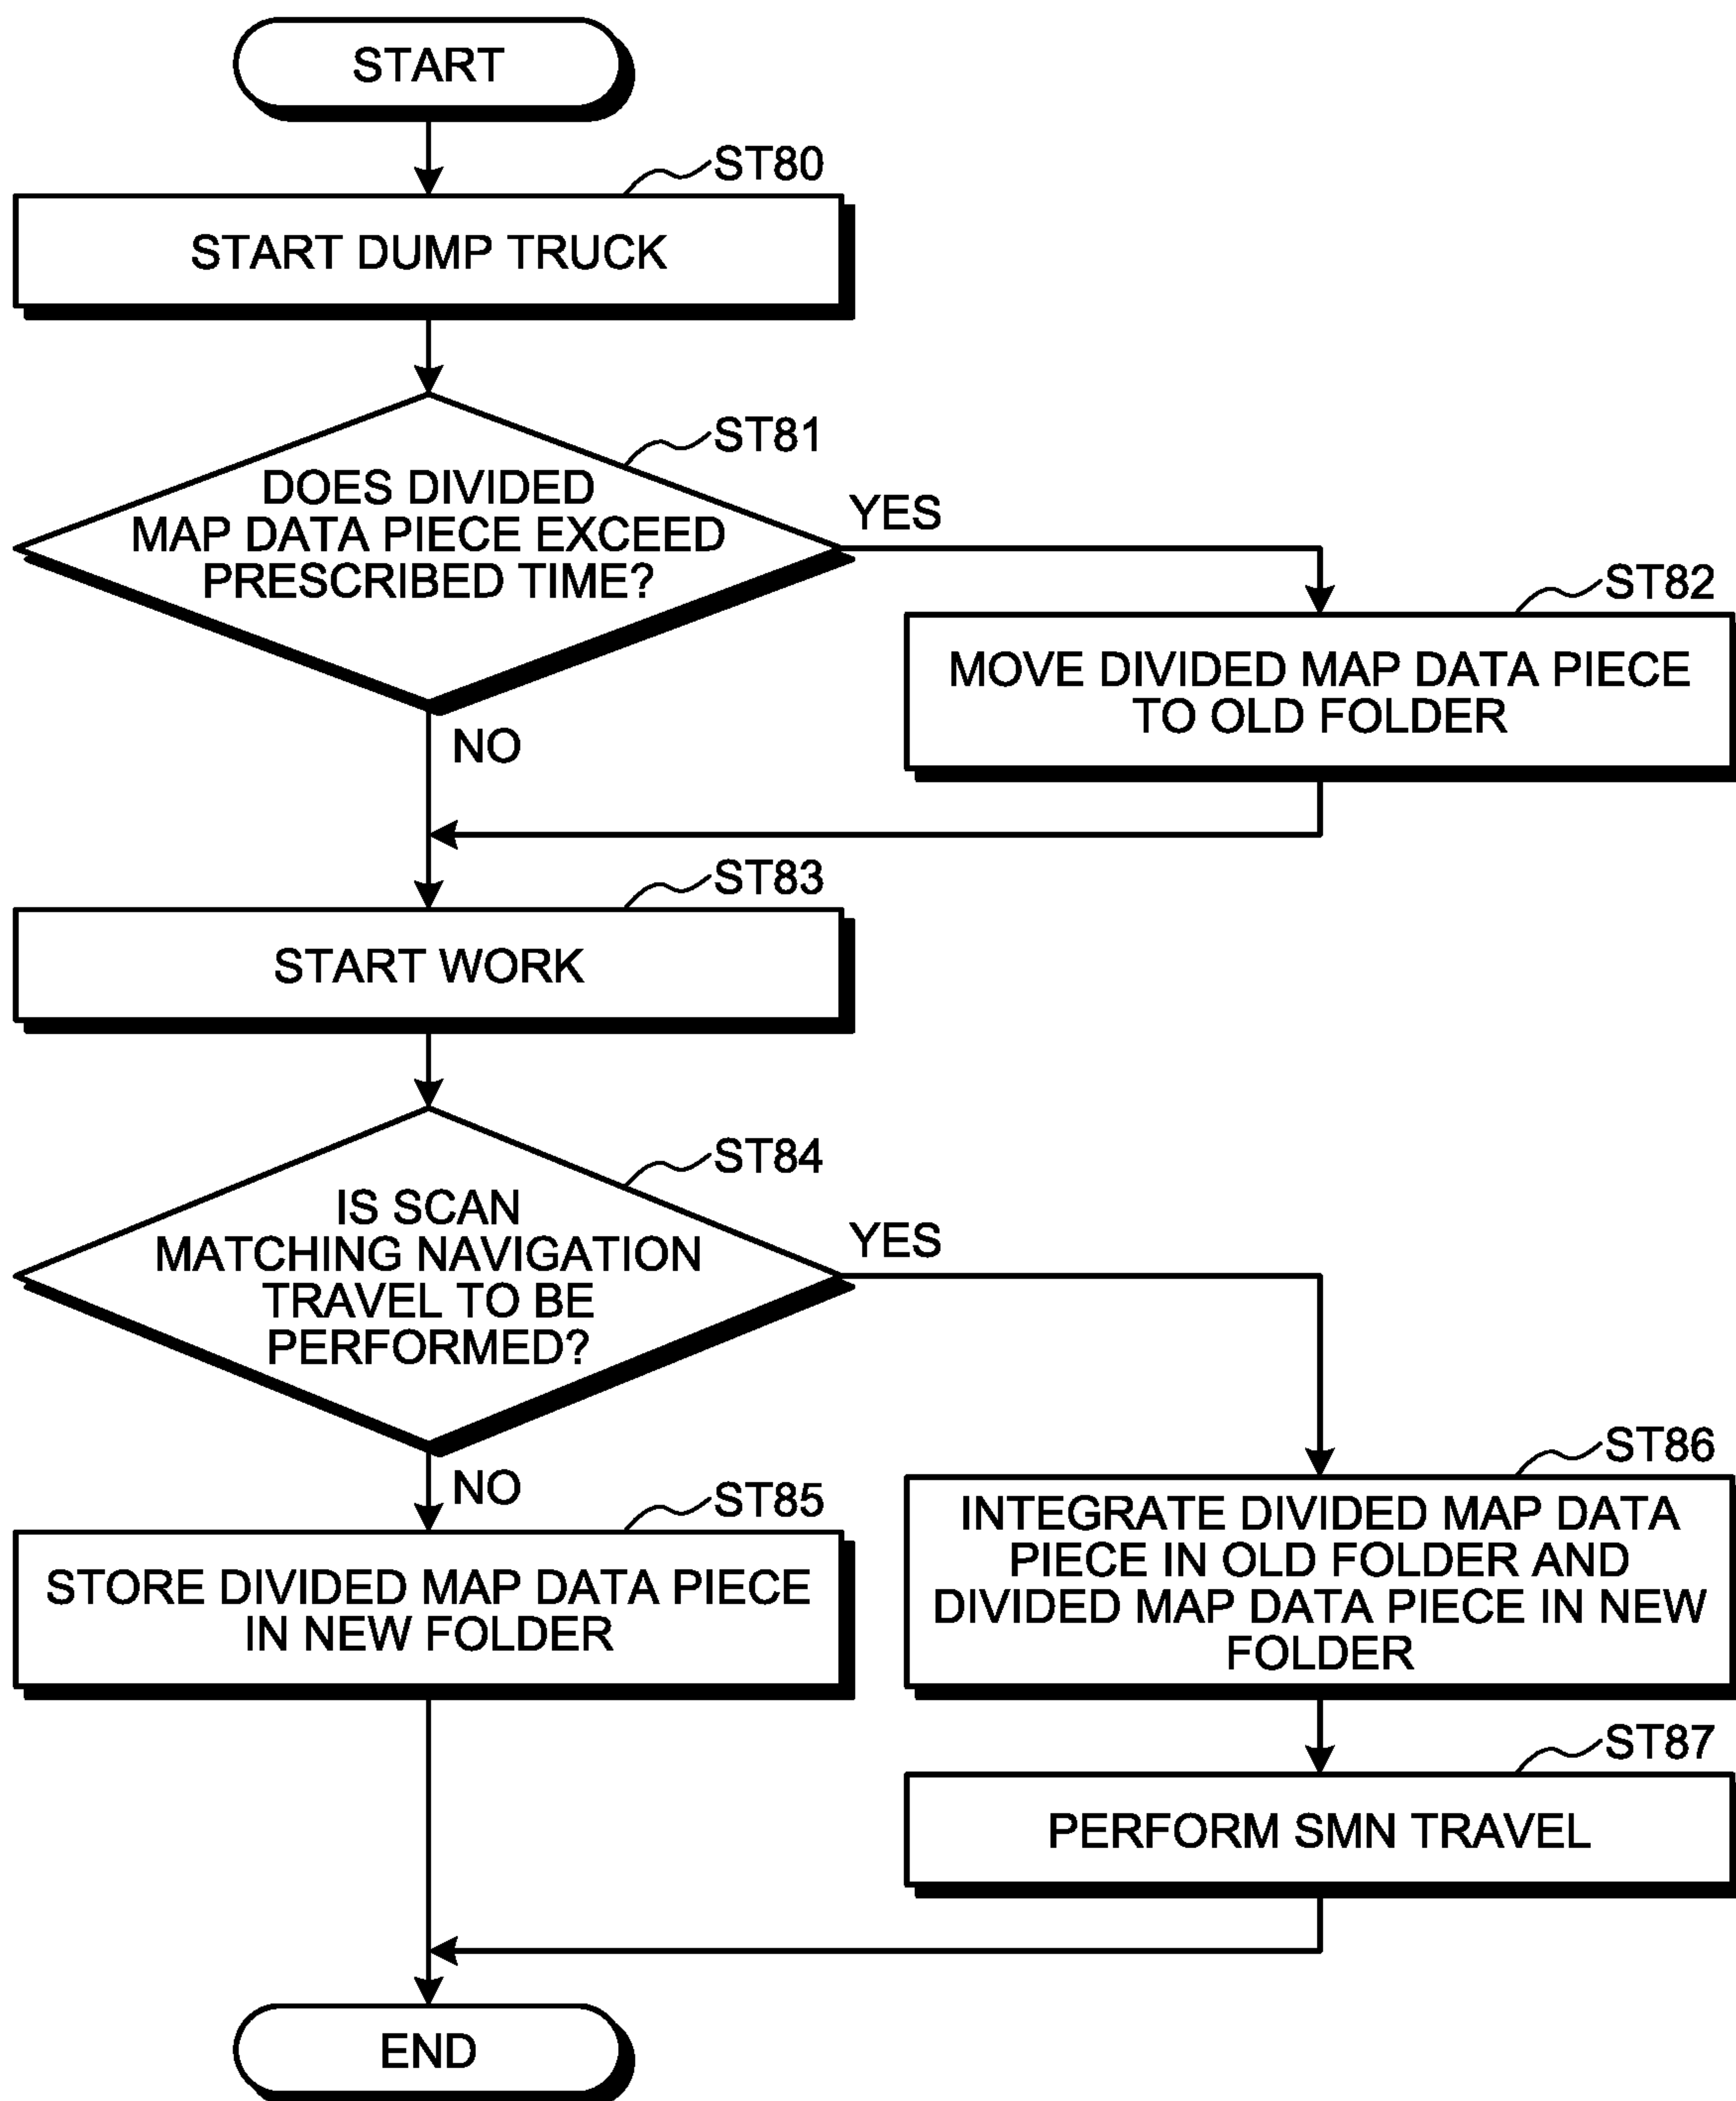 START
ST80
START DUMP TRUCK
ST81
DOES DIVIDED
MAP DATA PIECE EXCEED
PRESCRIBED TIME?
YES
ST82
MOVE DIVIDED MAP DATA PIECE
TO OLD FOLDER
NO
ST83
START WORK
ST84
IS SCAN
MATCHING NAVIGATION
TRAVEL TO BE
PERFORMED?
YES
NO
ST85
STORE DIVIDED MAP DATA PIECE
IN NEW FOLDER
ST86
INTEGRATE DIVIDED MAP DATA
PIECE IN OLD FOLDER AND
DIVIDED MAP DATA PIECE IN NEW
FOLDER
ST87
PERFORM SMN TRAVEL
END